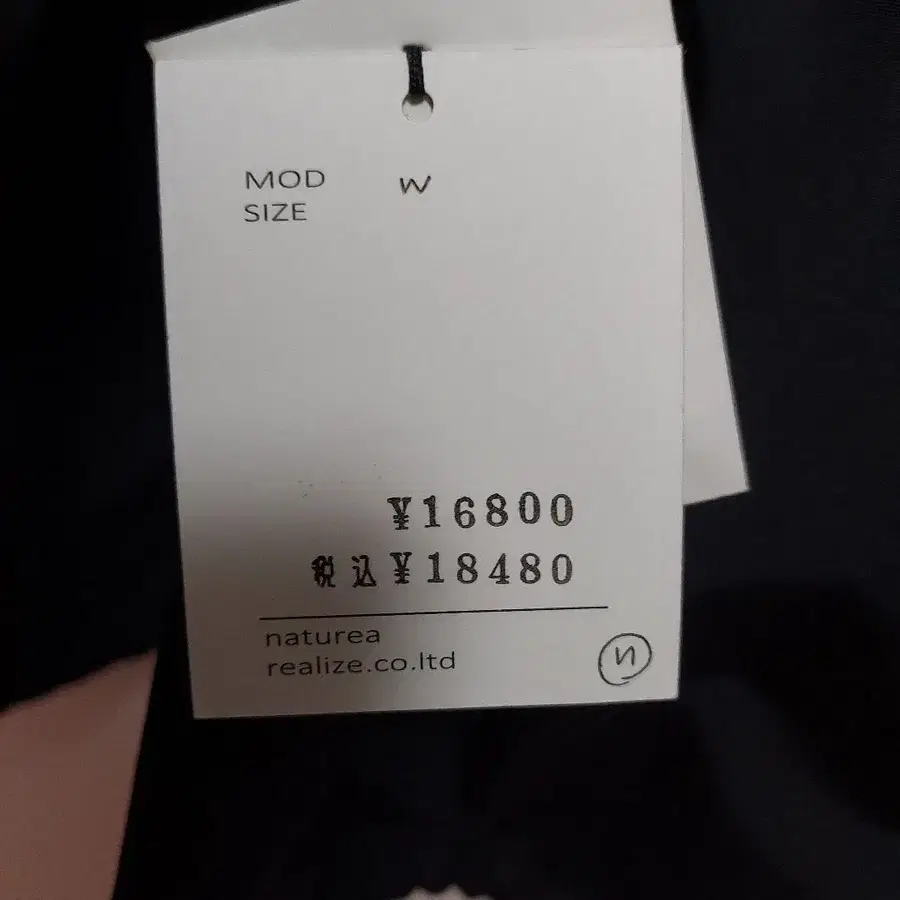 MOD W
SIZE
¥16800
税込¥18480
naturea
realize.co.ltd
n